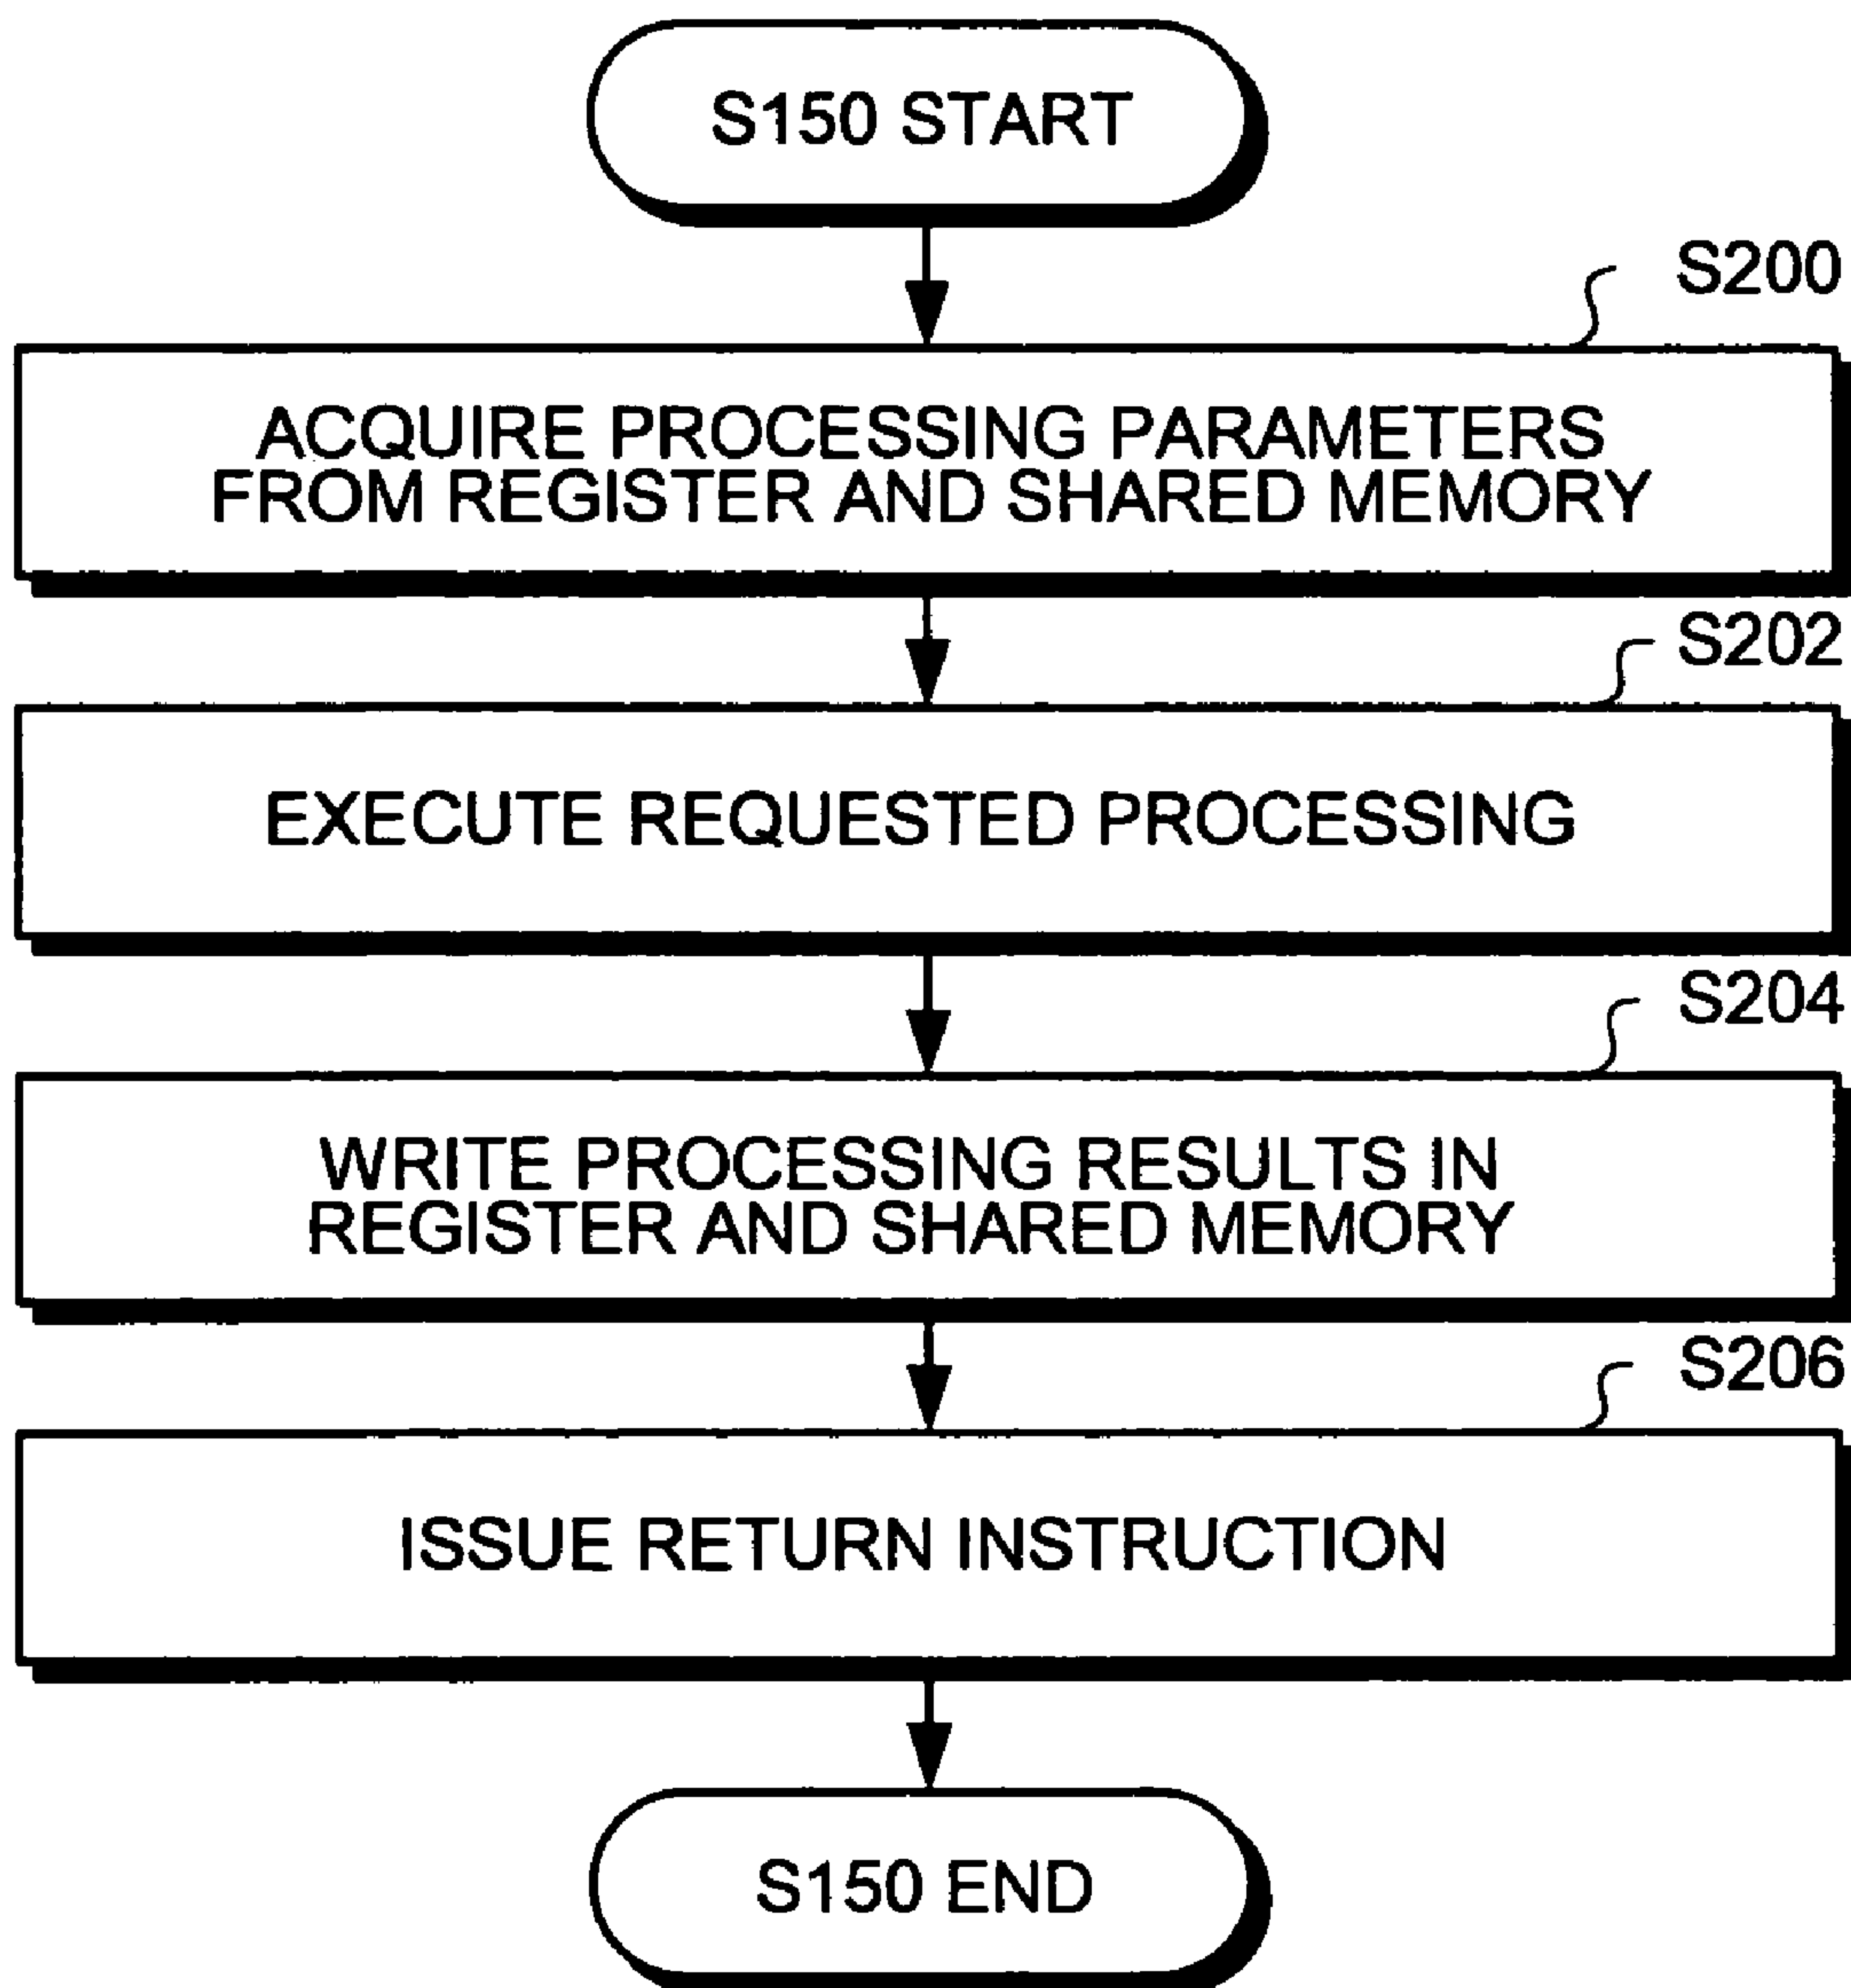 S150 START
S200
ACQUIRE PROCESSING PARAMETERS
FROM REGISTER AND SHARED MEMORY
S202
EXECUTE REQUESTED PROCESSING
S204
WRITE PROCESSING RESULTS IN
REGISTER AND SHARED MEMORY
S206
ISSUE RETURN INSTRUCTION
S150 END